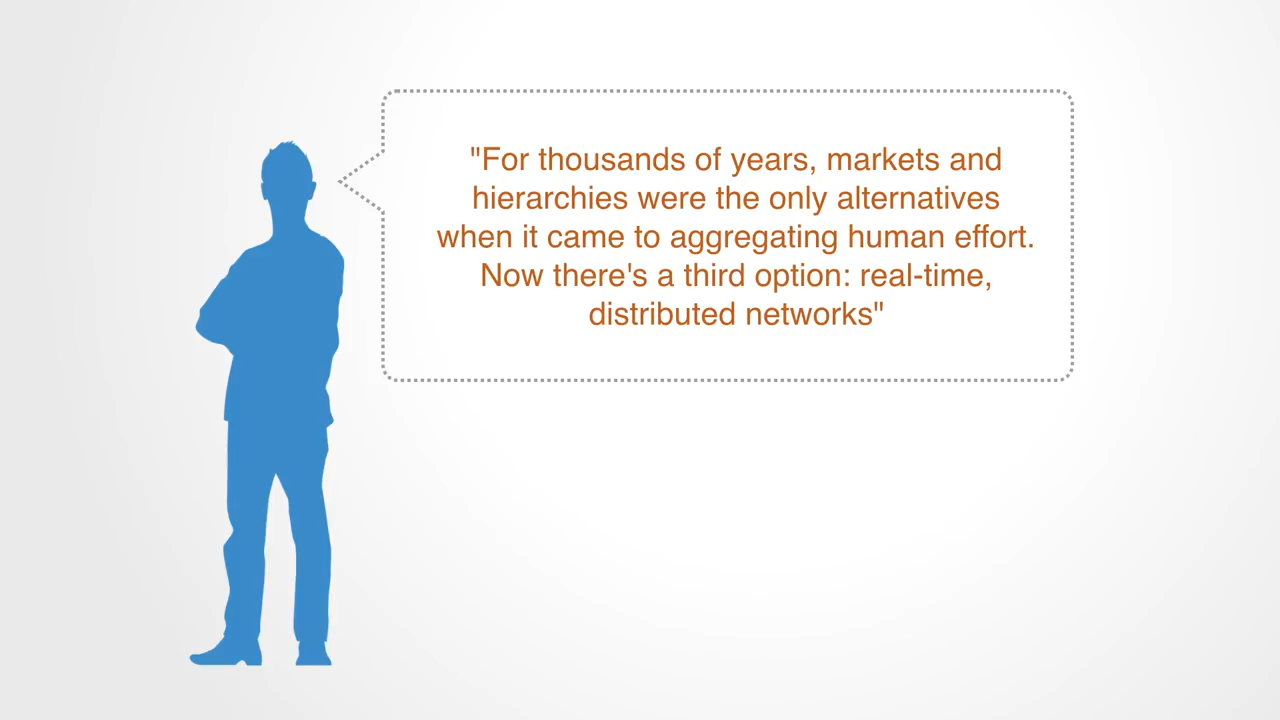 "For thousands of years, markets and
hierarchies were the only alternatives
when it came to aggregating human effort.
Now there's a third option: real-time,
distributed networks"